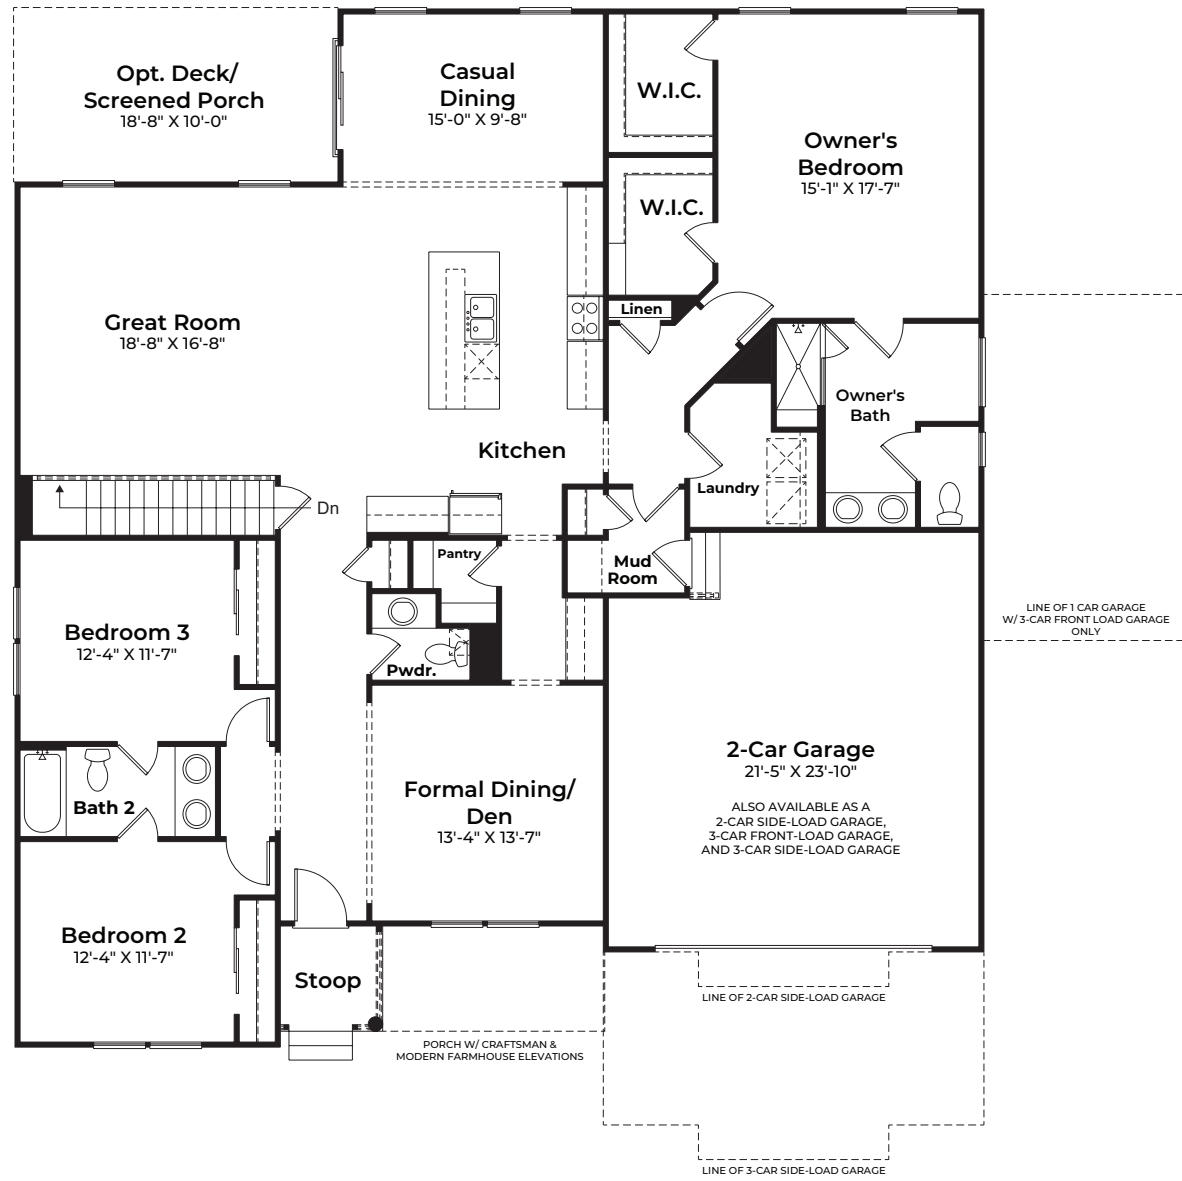 Opt. Deck/
Screened Porch
18'-8" X 10'-0"
Casual
Dining
15'-0" X 9'-8"
W.I.C.
Owner's
Bedroom
15'-1" X 17'-7"
W.I.C.
Linen
Great Room
18'-8" X 16'-8"
Owner's
Bath
Kitchen
Laundry
Dn
Pantry
Mud
Room
Bedroom 3
12'-4" X 11'-7"
Pwdr.
LINE OF 1 CAR GARAGE
W/ 3-CAR FRONT LOAD GARAGE
ONLY
2-Car Garage
21'-5" X 23'-10"
ALSO AVAILABLE AS A
2-CAR SIDE-LOAD GARAGE,
3-CAR FRONT-LOAD GARAGE,
AND 3-CAR SIDE-LOAD GARAGE
Bath 2
Formal Dining/
Den
13'-4" X 13'-7"
Bedroom 2
12'-4" X 11'-7"
Stoop
LINE OF 2-CAR SIDE-LOAD GARAGE
PORCH W/ CRAFTSMAN &
MODERN FARMHOUSE ELEVATIONS
LINE OF 3-CAR SIDE-LOAD GARAGE